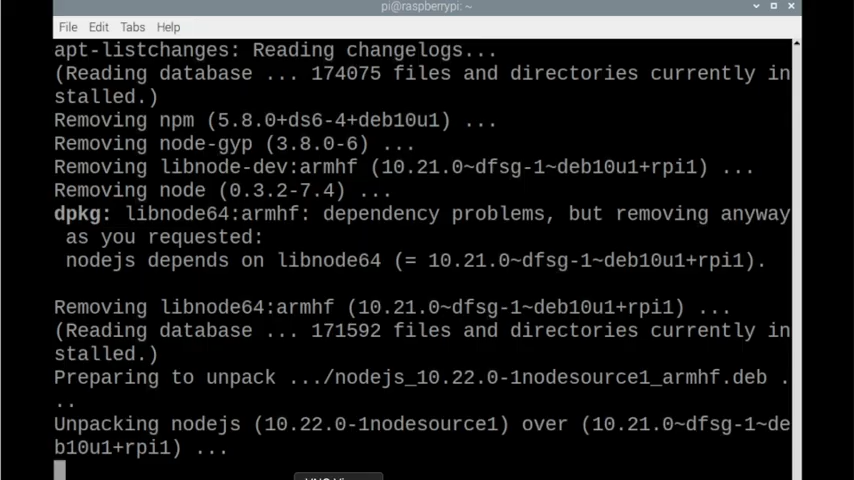 pi@raspberrypi: ~
File Edit Tabs Help
apt-listchanges: Reading changelogs...
(Reading database ... 174075 files and directories currently in
stalled.)
Removing npm (5.8.0+ds6-4+deb10u1) ...
Removing node-gyp (3.8.0-6) ...
Removing libnode-dev:armhf (10.21.0~dfsg-1~deb10u1+rpi1) ...
Removing node (0.3.2-7.4) ...
dpkg: libnode64:armhf: dependency problems, but removing anyway
as you requested:
nodejs depends on libnode64 (= 10.21.0~dfsg-1~deb10u1+rpi1).
Removing libnode64:armhf (10.21.0~dfsg-1~deb10u1+rpi1) ...
(Reading database ... 171592 files and directories currently in
stalled.)
Preparing to unpack .../nodejs_10.22.0-1nodesource1_armhf.deb .
..
Unpacking nodejs (10.22.0-1nodesource1) over (10.21.0~dfsg-1~de
b10u1+rpi1) ...